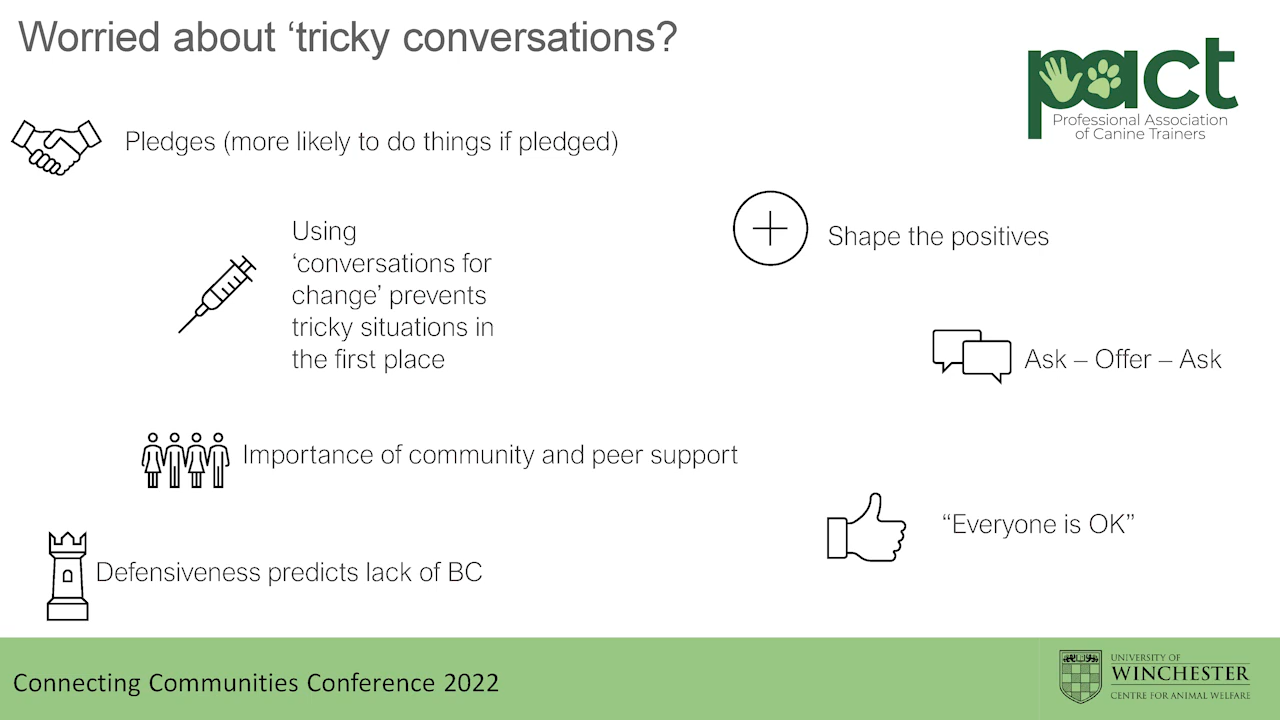 Worried about ‘tricky conversations?
pact
Professional Association
of Canine Trainers
Pledges (more likely to do things if pledged)
Using
‘conversations for
change’ prevents
tricky situations in
the first place
Shape the positives
Ask – Offer – Ask
Importance of community and peer support
“Everyone is OK”
Defensiveness predicts lack of BC
Connecting Communities Conference 2022
UNIVERSITY OF
WINCHESTER
CENTRE FOR ANIMAL WELFARE